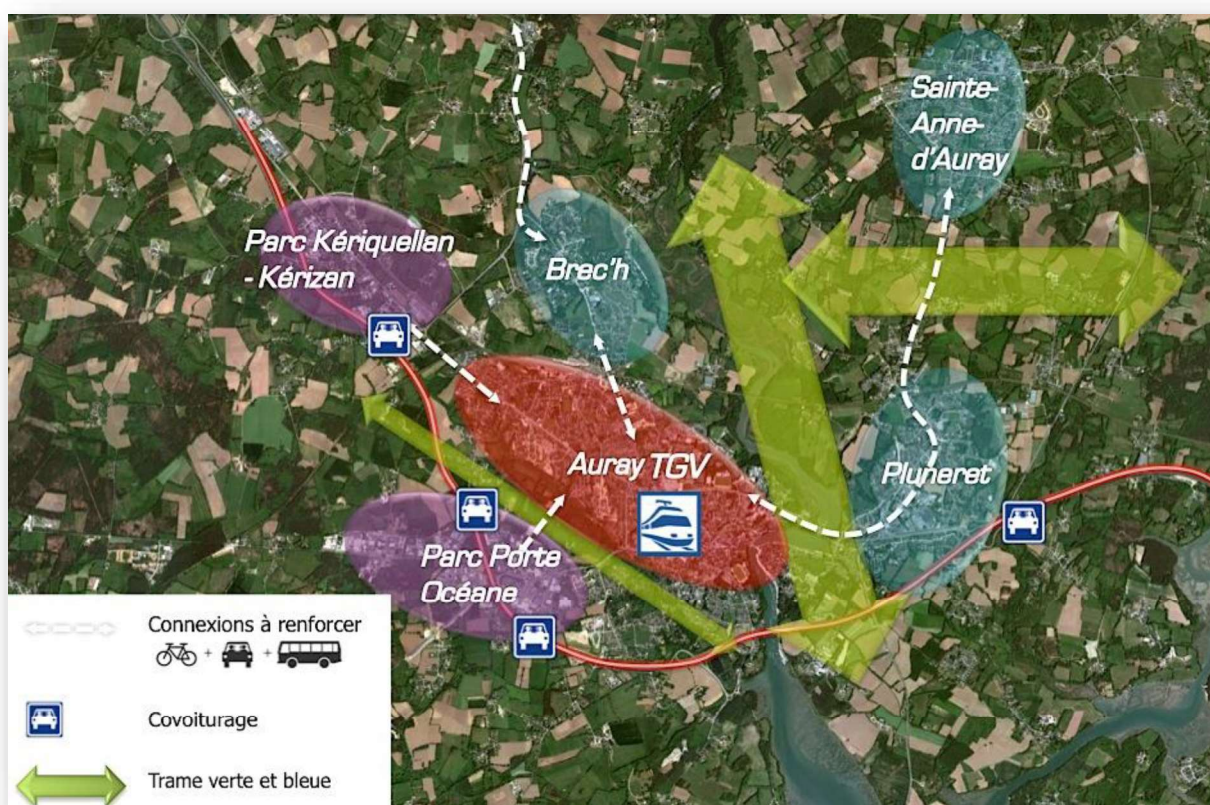 Sainte-
Anne-
d'Auray
Parc Kériquellan
- Kérizan
Brec'h
Auray TGV
Pluneret
Parc Porte
Océane
Connexions à renforcer
+ +
Covoiturage
Trame verte et bleue